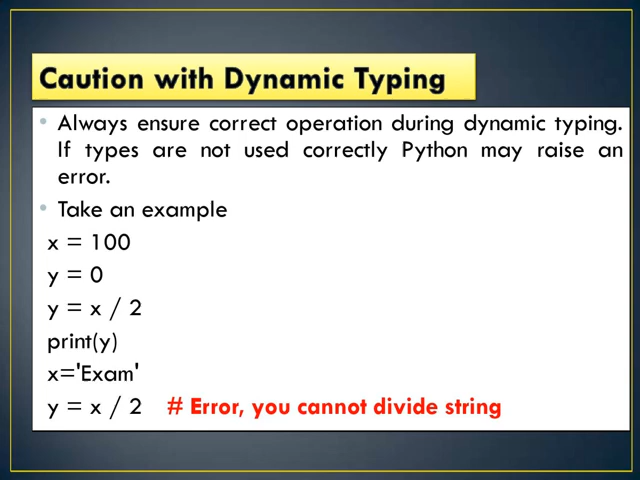 Caution with Dynamic Typing
• Always ensure correct operation during dynamic typing.
If types are not used correctly Python may raise an
error.
• Take an example
x = 100
y = 0
y = x / 2
print(y)
x='Exam'
y = x / 2 # Error, you cannot divide string